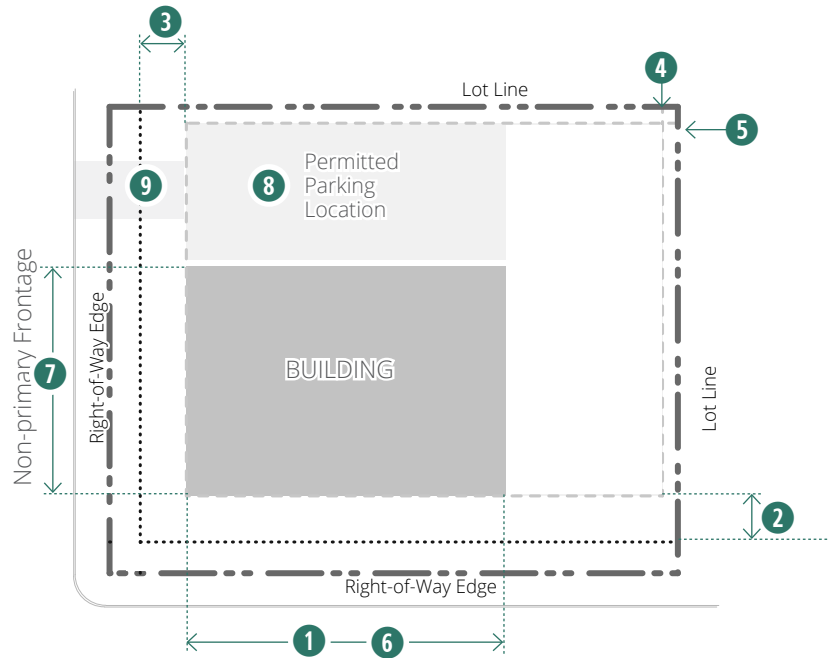 3
4
Lot Line
5
9
8
Permitted
Parking
Location
Non-primary Frontage
Right-of-Way Edge
7
BUILDING
Lot Line
2
Right-of-Way Edge
1
6